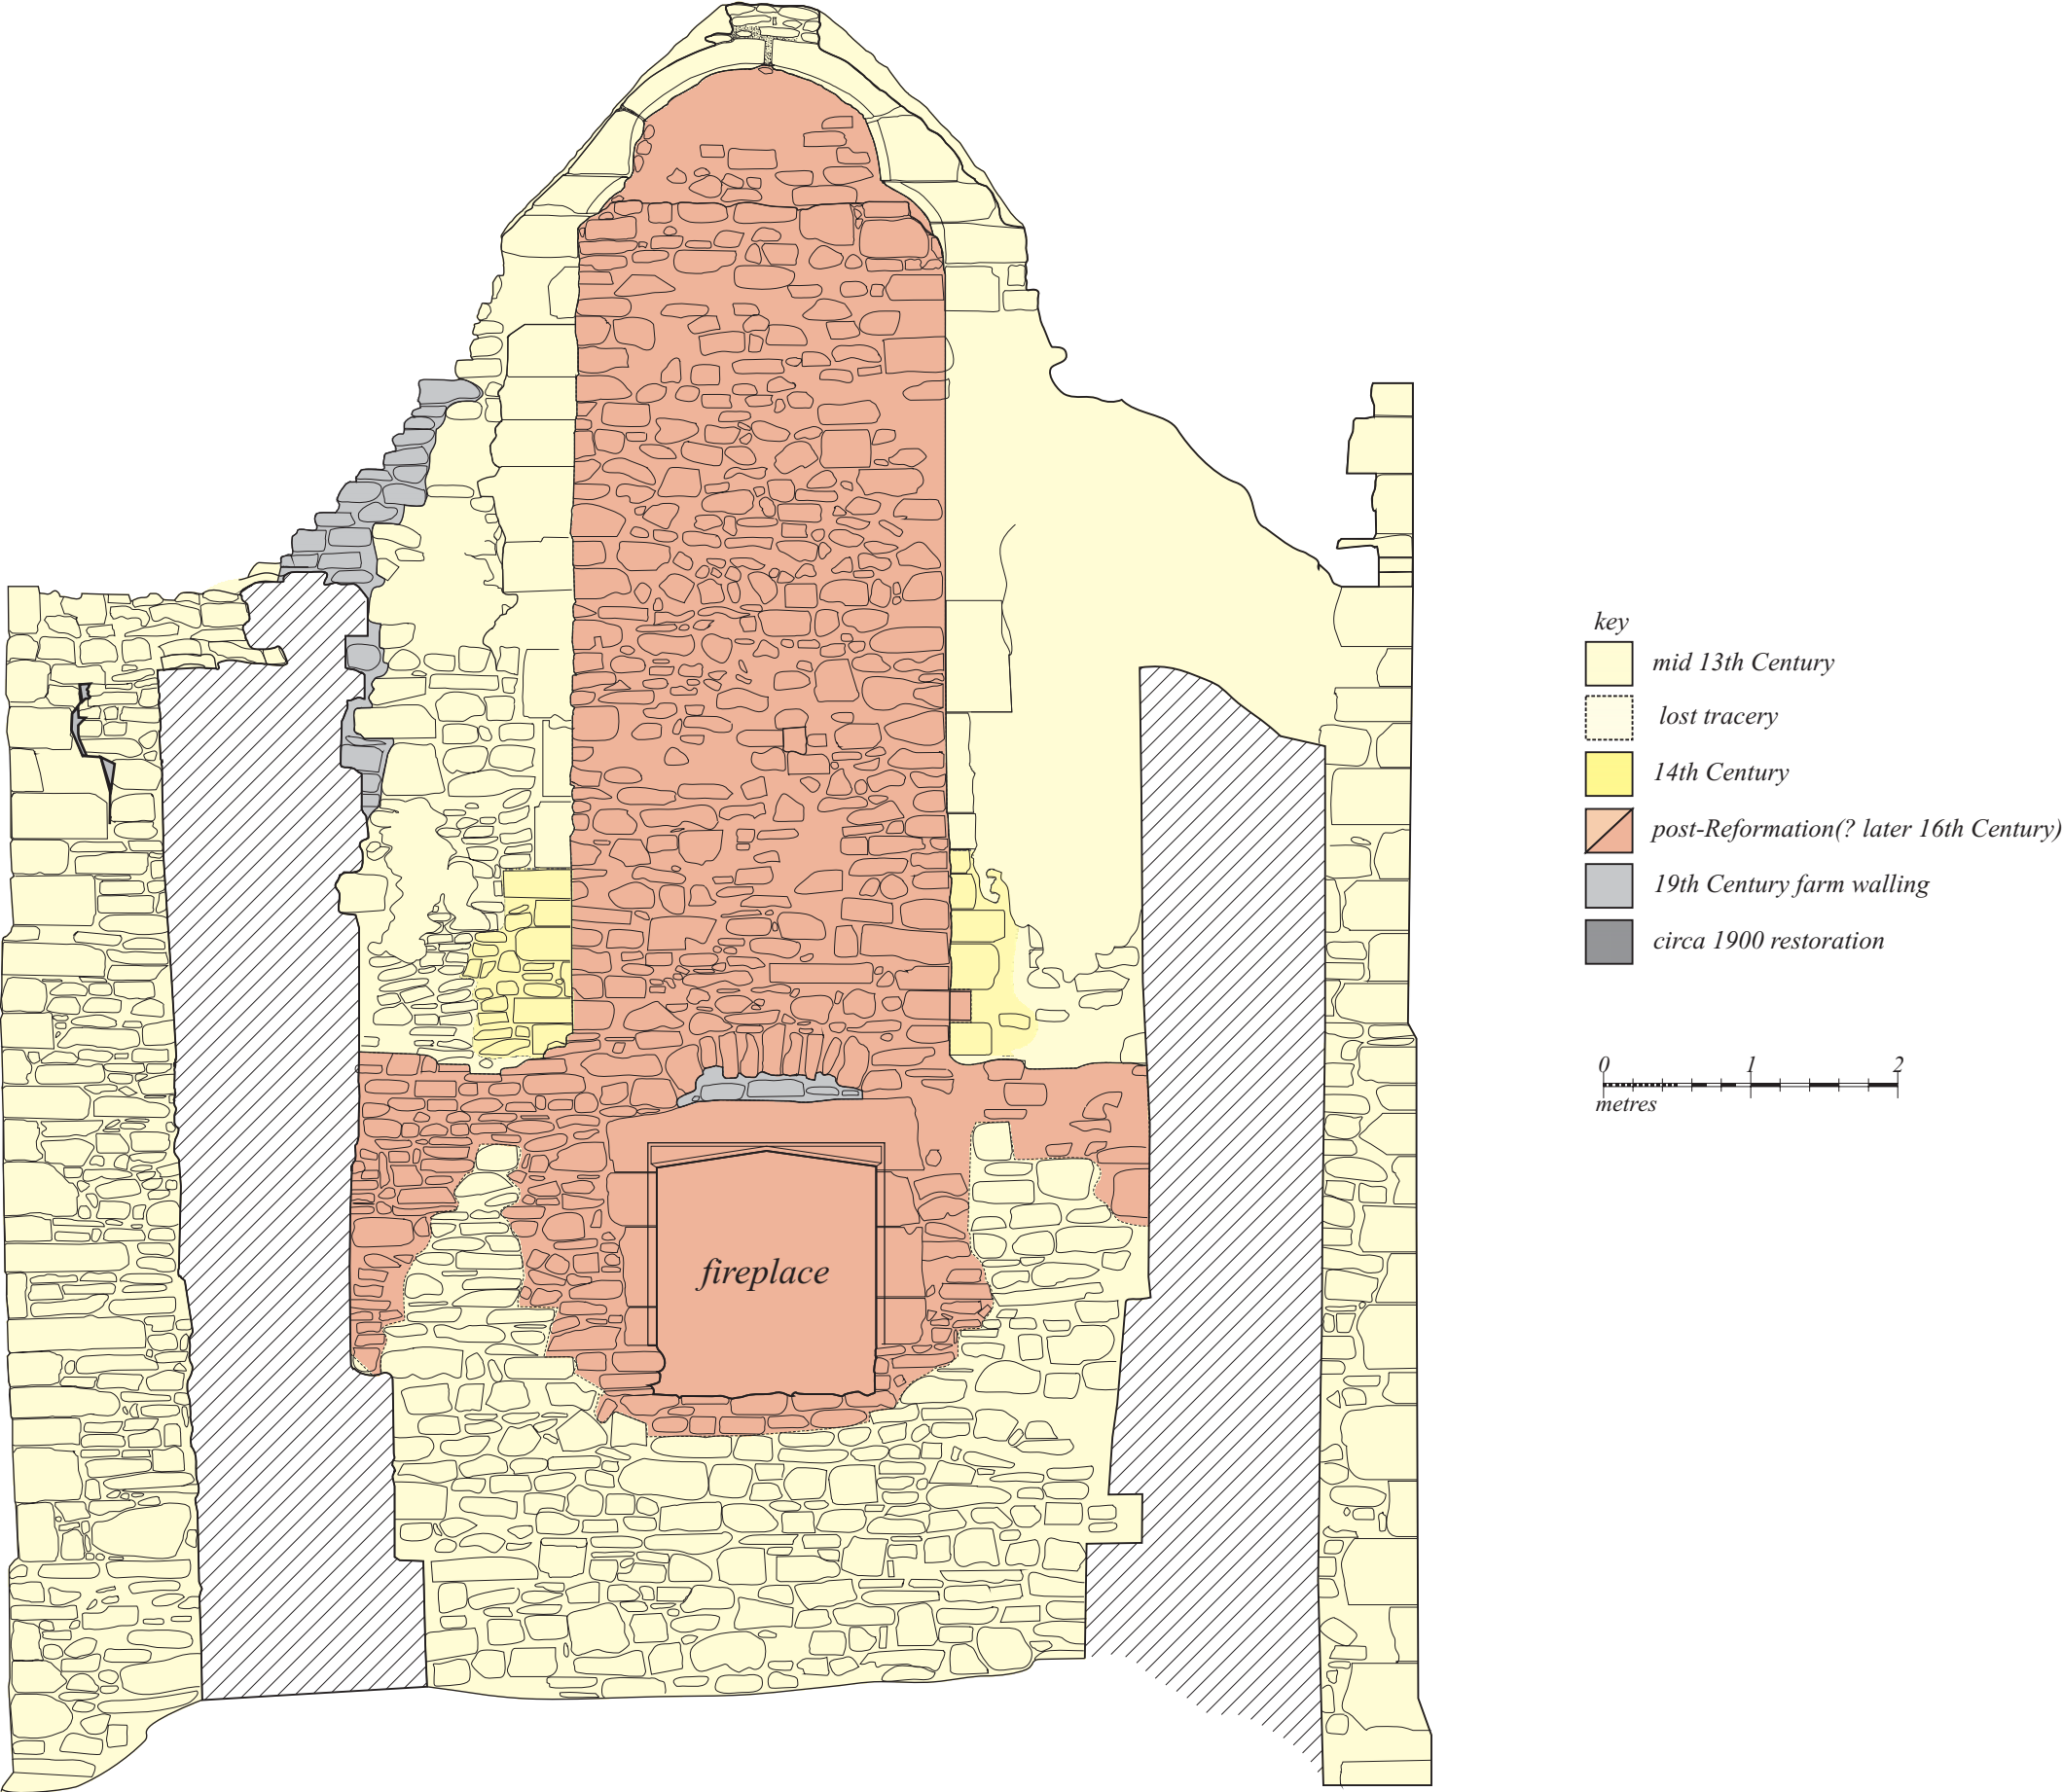 key
mid 13th Century
lost tracery
14th Century
post-Reformation(? later 16th Century)
19th Century farm walling
circa 1900 restoration
0 1 2
metres
fireplace